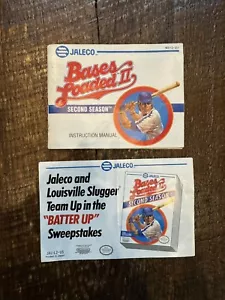 JALECO
Bases
Loaded II
SECOND SEASON
INSTRUCTION MANUAL
JALECO
Jaleco and
Louisville Slugger
Team Up in the
"BATTER UP"
Sweepstakes
JALECO
Bases
Loaded II
SECOND SEASON